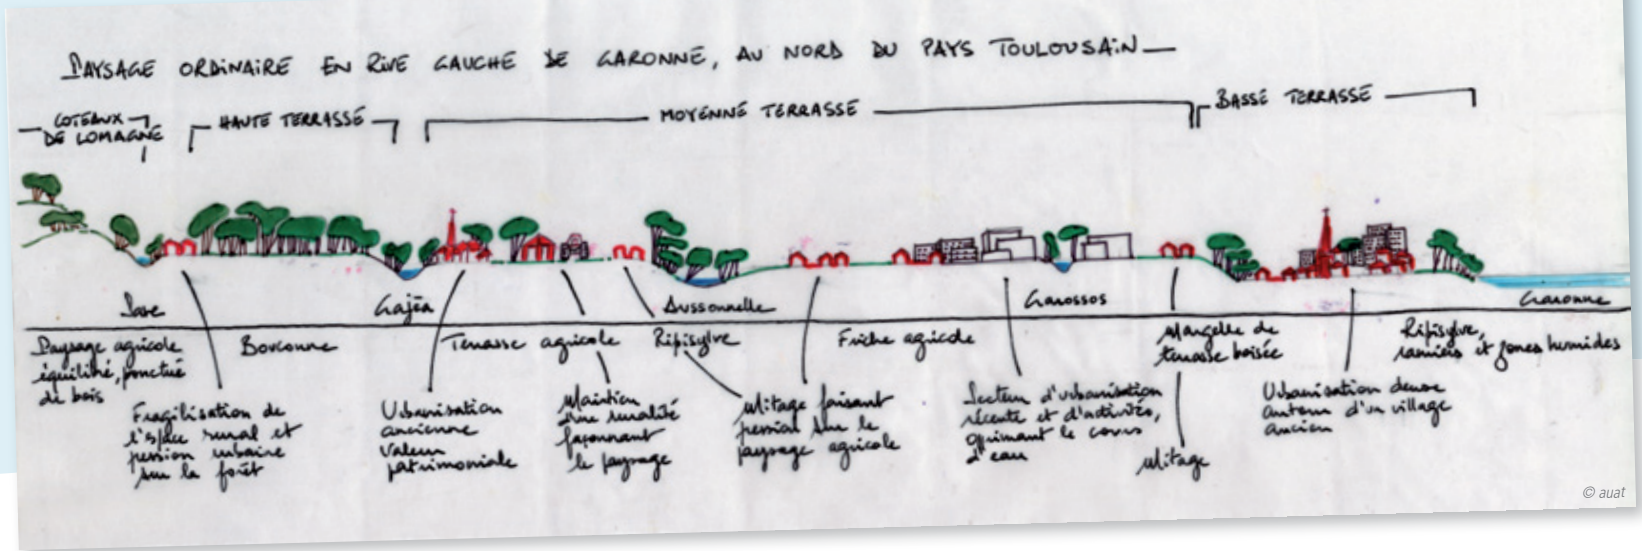 PAYSAGE ORDINAIRE EN RIVE GAUCHE DE GARONNE, AU NORD DU PAYS TOULOUSAIN
COTEAUX
DE LOMAGNE
HAUTE TERRASSE
MOYENNE TERRASSE
BASSE TERRASSE
Save
Gajéa
Aussonnelle
Garossos
Garonne
Paysage agricole
équilibré, ponctué
de bois
Bouconne
Terrasse agricole
Ripisylve
Friche agricole
Margelle de
terrasse boisée
Ripisylve,
ramiers et zones humides
Fragilisation de
l'espace rural et
pression urbaine
sur la forêt
Urbanisation
ancienne
Valeur
patrimoniale
Maintien
d'une ruralité
façonnant
le paysage
Mitage faisant
pression sur le
paysage agricole
Secteur d'urbanisation
récente et d'activités,
opprimant le cours
d'eau
Mitage
Urbanisation dense
autour d'un village
ancien
© auat